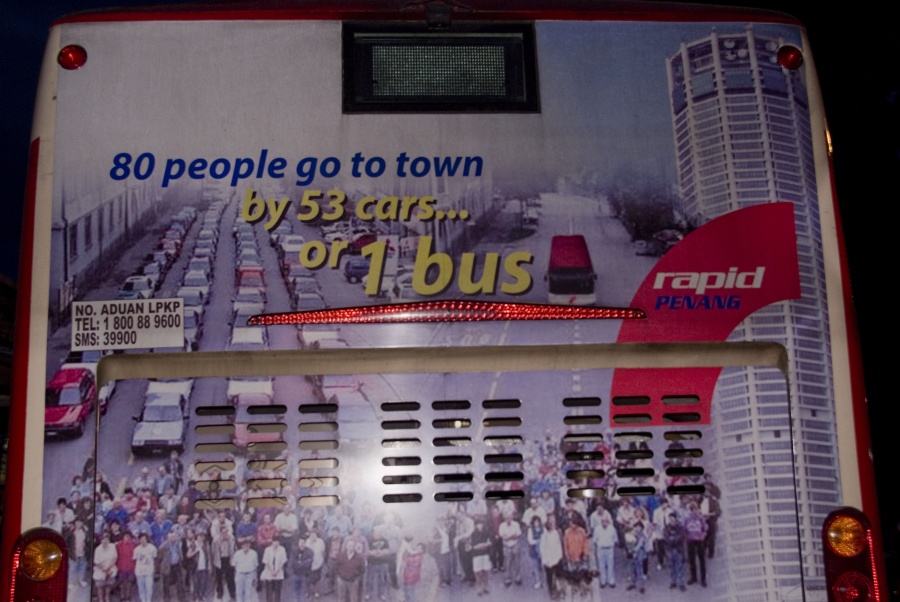 80 people go to town
by 53 cars...
or 1 bus
rapid
PENANG
NO. ADUAN LPKP
TEL: 1 800 88 9600
SMS: 39900